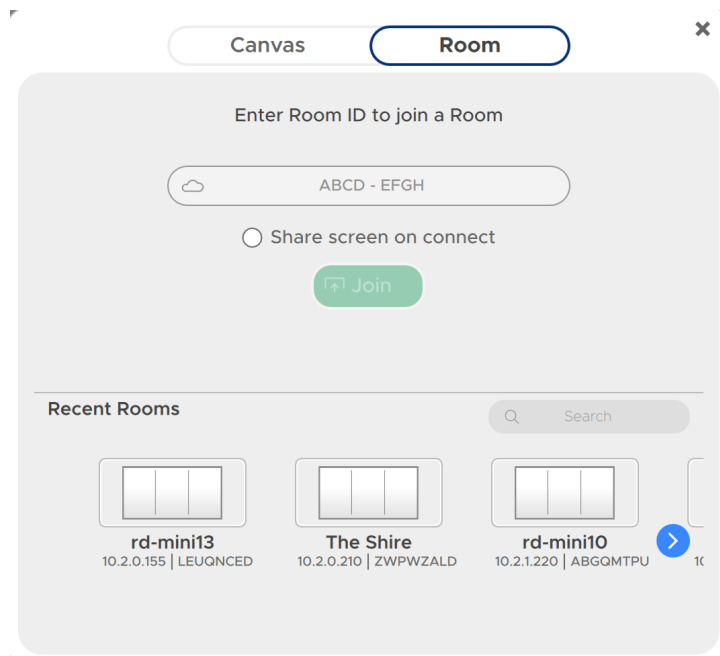 Canvas
Room
Enter Room ID to join a Room
ABCD - EFGH
Share screen on connect
Join
Recent Rooms
Search
rd-mini13
10.2.0.155 | LEUQNCED
The Shire
10.2.0.210 | ZWPWZALD
rd-mini10
10.2.1.220 | ABGQMTPU